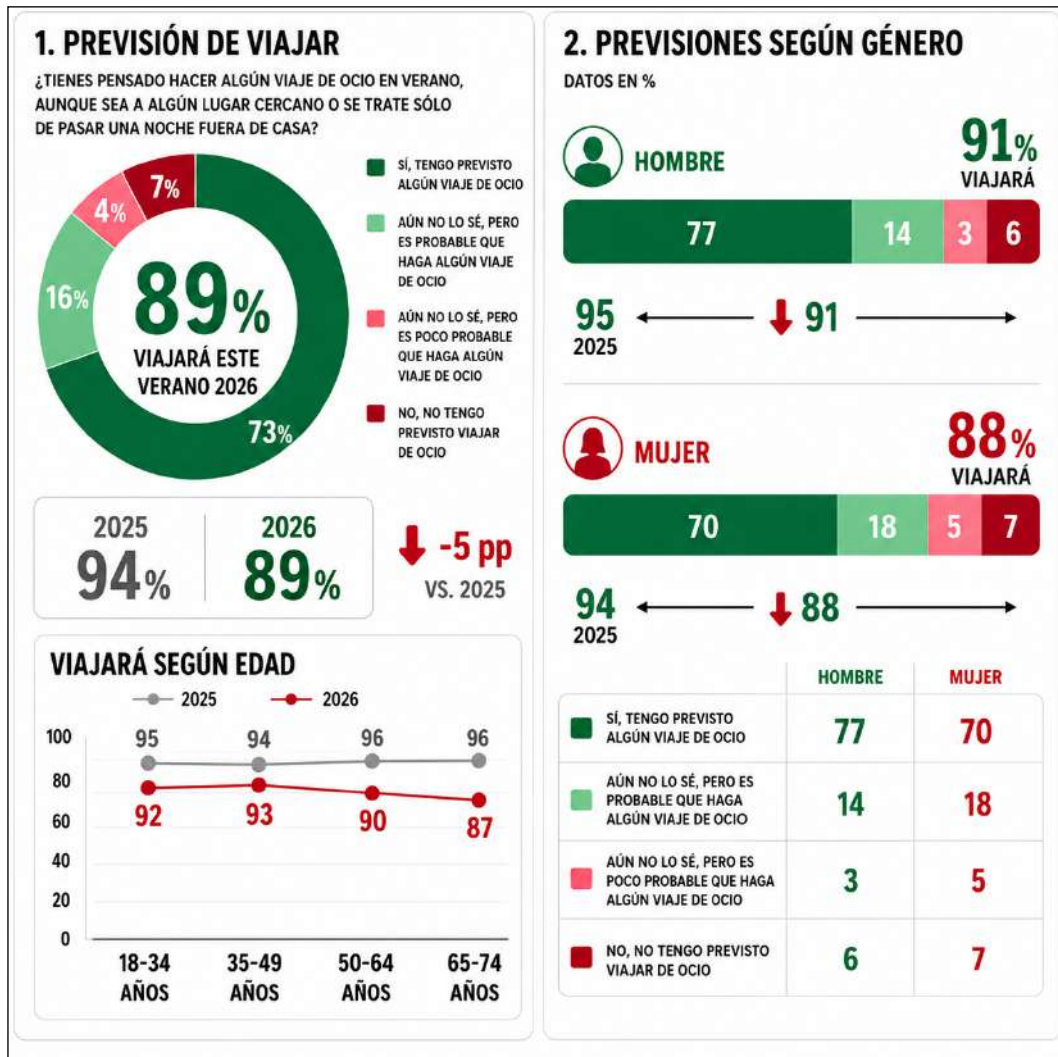 1. PREVISIÓN DE VIAJAR
¿TIENES PENSADO HACER ALGÚN VIAJE DE OCIO EN VERANO,
AUNQUE SEA A ALGÚN LUGAR CERCANO O SE TRATE SÓLO
DE PASAR UNA NOCHE FUERA DE CASA?
7%
4%
16%
73%
89%
VIAJARÁ ESTE
VERANO 2026
SÍ, TENGO PREVISTO
ALGÚN VIAJE DE OCIO
AÚN NO LO SÉ, PERO
ES PROBABLE QUE
HAGA ALGÚN VIAJE
DE OCIO
AÚN NO LO SÉ, PERO
ES POCO PROBABLE
QUE HAGA ALGÚN
VIAJE DE OCIO
NO, NO TENGO
PREVISTO VIAJAR
DE OCIO
2025
94%
2026
89%
-5 pp
VS. 2025
VIAJARÁ SEGÚN EDAD
2025 2026
100
80
60
40
20
0
95 94 96 96
92 93 90 87
18-34 35-49 50-64 65-74
AÑOS AÑOS AÑOS AÑOS
2. PREVISIONES SEGÚN GÉNERO
DATOS EN %
HOMBRE
91%
VIAJARÁ
77 14 3 6
95 91
2025
MUJER
88%
VIAJARÁ
70 18 5 7
94 88
2025
HOMBRE MUJER
SÍ, TENGO PREVISTO
ALGÚN VIAJE DE OCIO
77 70
AÚN NO LO SÉ, PERO ES
PROBABLE QUE HAGA
ALGÚN VIAJE DE OCIO
14 18
AÚN NO LO SÉ, PERO ES
POCO PROBABLE QUE HAGA
ALGÚN VIAJE DE OCIO
3 5
NO, NO TENGO PREVISTO
VIAJAR DE OCIO
6 7